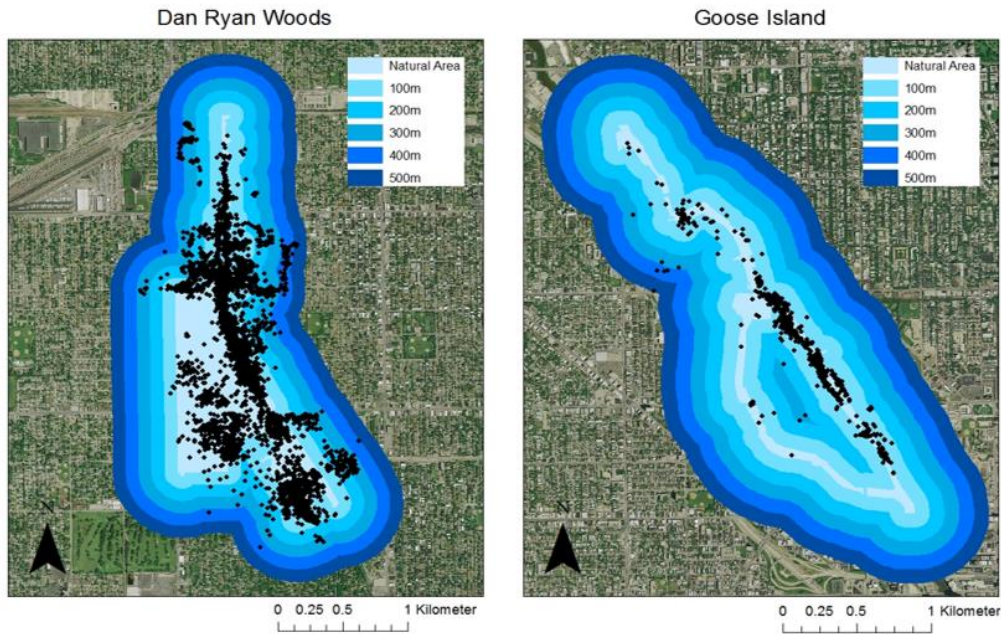 Dan Ryan Woods
Natural Area
100m
200m
300m
400m
500m
N
0 0.25 0.5 1 Kilometer
Goose Island
Natural Area
100m
200m
300m
400m
500m
N
0 0.25 0.5 1 Kilometer